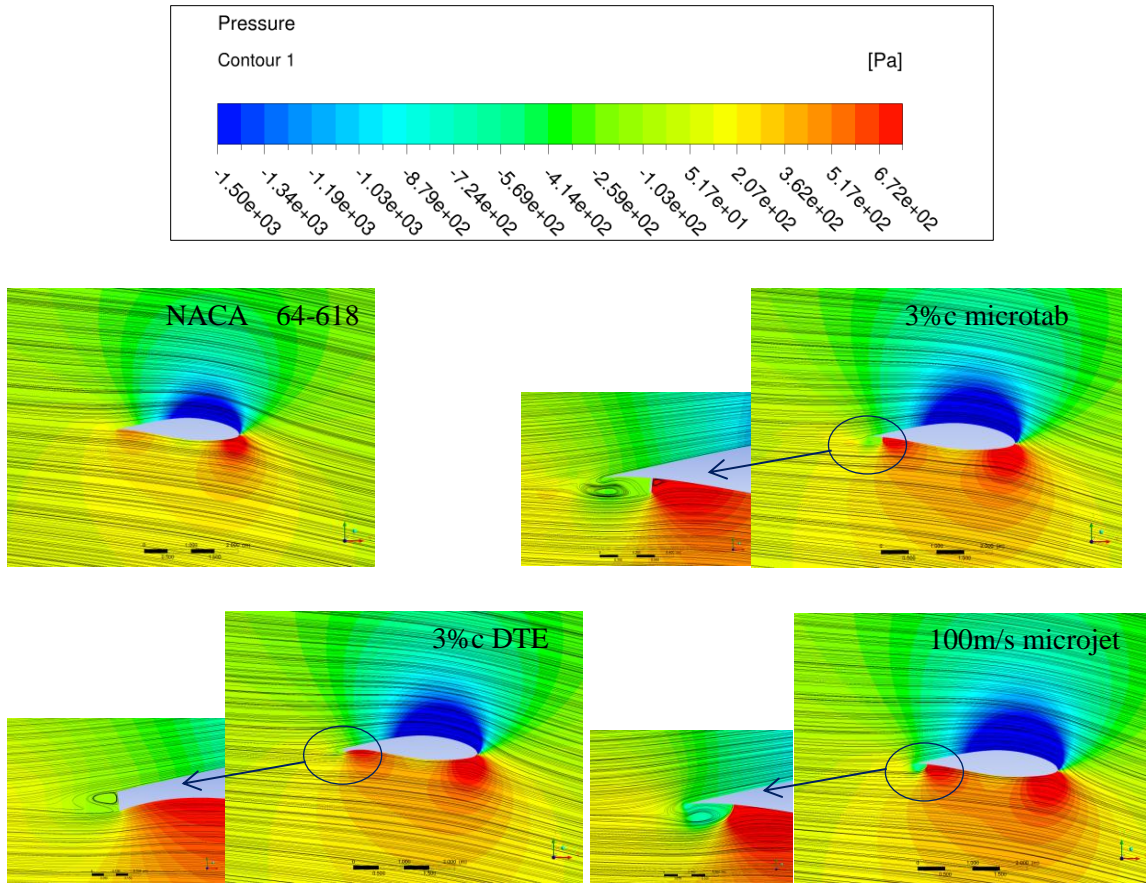 Pressure
Contour 1 [Pa]
-1.50e+03 -1.34e+03 -1.19e+03 -1.03e+03 -8.79e+02 -7.24e+02 -5.69e+02 -4.14e+02 -2.59e+02 -1.03e+02 5.17e+01 2.07e+02 3.62e+02 5.17e+02 6.72e+02
NACA 64-618
3%c microtab
3%c DTE
100m/s microjet